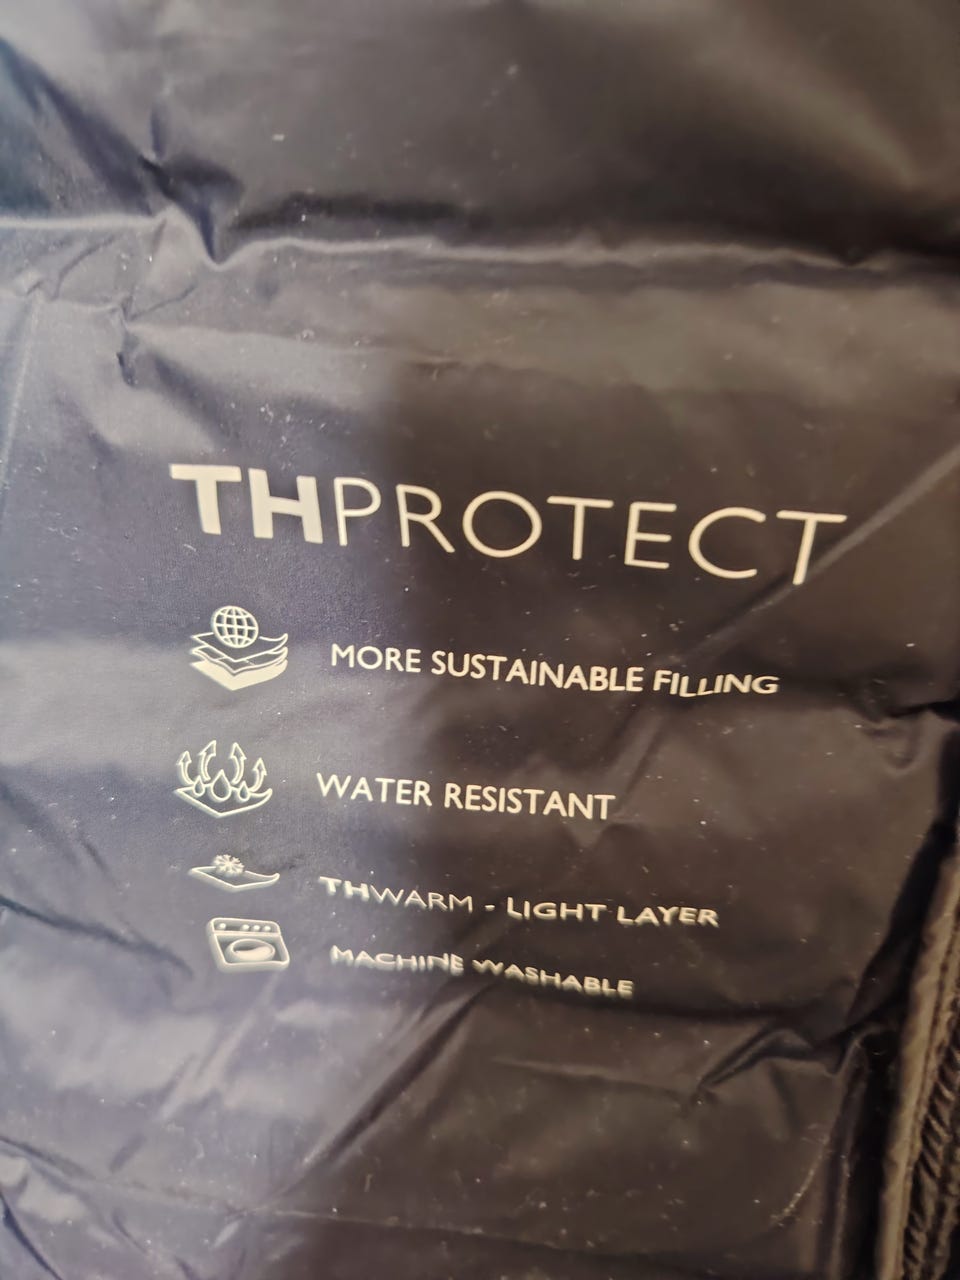 THPROTECT
MORE SUSTAINABLE FILLING
WATER RESISTANT
THWARM - LIGHT LAYER
MACHINE WASHABLE